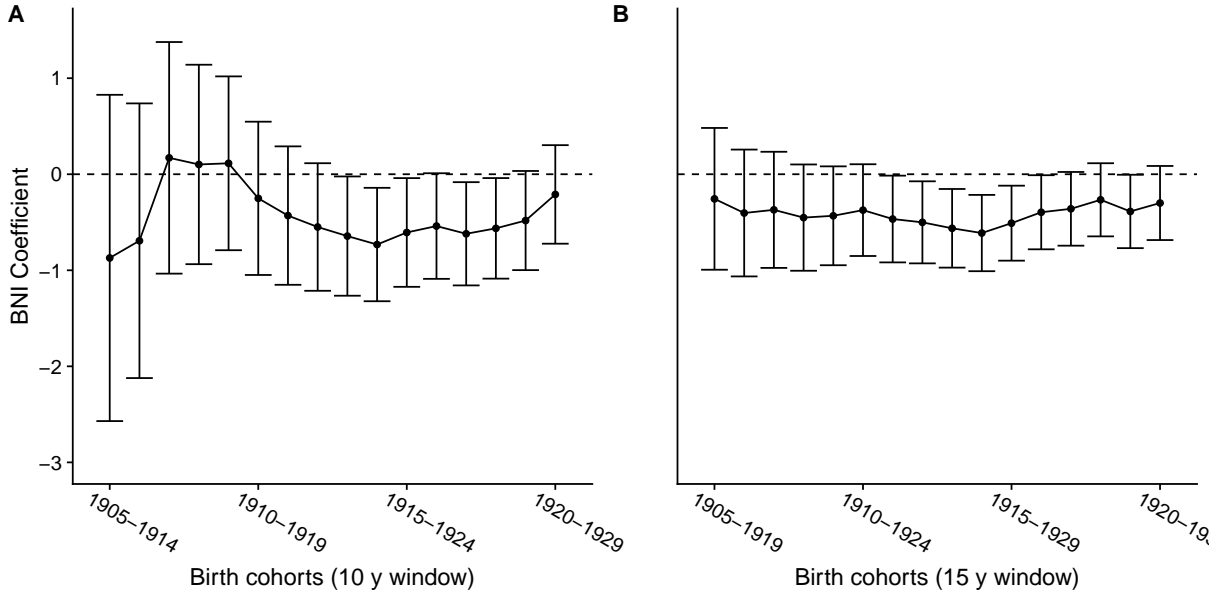 A
B
BNI Coefficient
1
0
−1
−2
−3
1905−1914
1910−1919
1915−1924
1920−1929
1905−1919
1910−1924
1915−1929
Birth cohorts (10 y window)
Birth cohorts (15 y window)